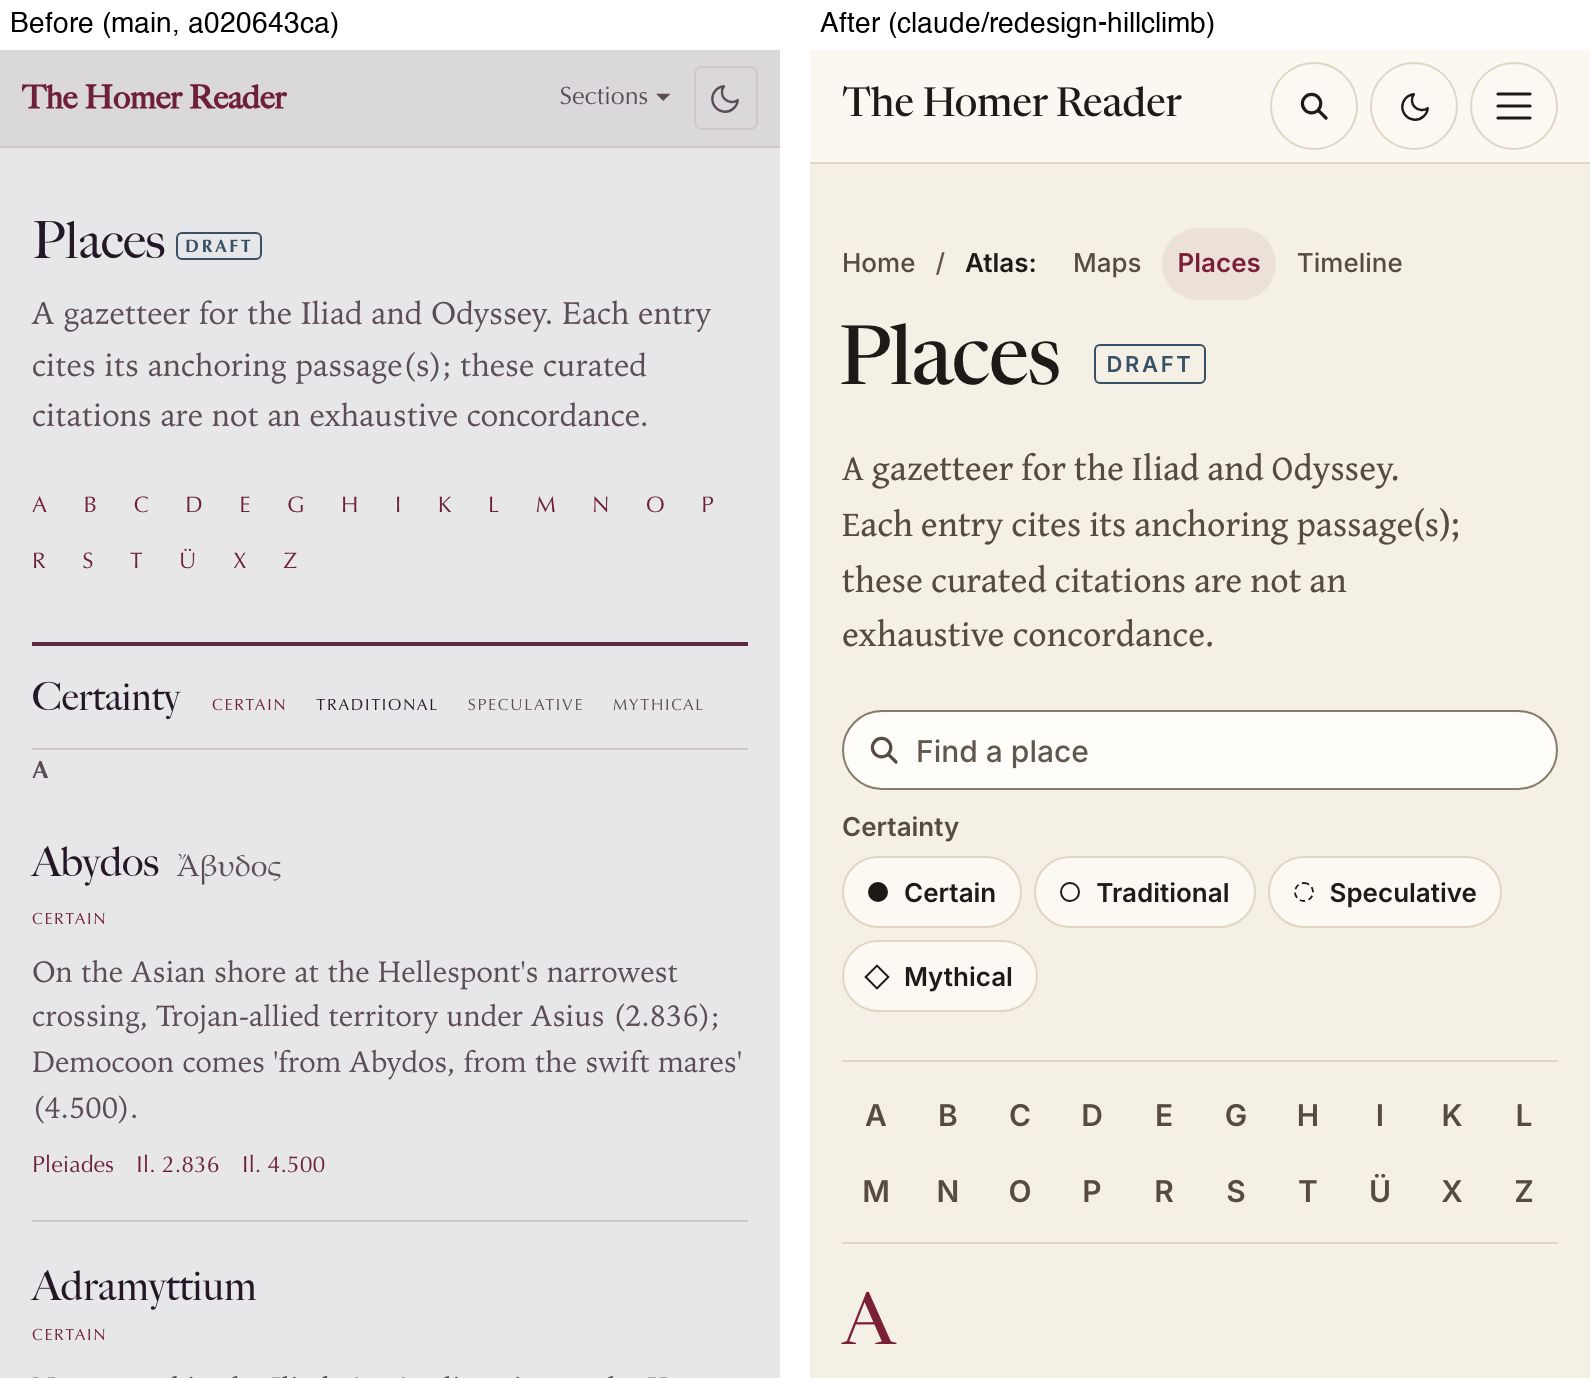 Before (main, a020643ca)
The Homer Reader
Sections
Places DRAFT
A gazetteer for the Iliad and Odyssey. Each entry
cites its anchoring passage(s); these curated
citations are not an exhaustive concordance.
A B C D E G H I K L M N O P
R S T Ü X Z
Certainty CERTAIN TRADITIONAL SPECULATIVE MYTHICAL
A
Abydos Ἄβυδος
CERTAIN
On the Asian shore at the Hellespont's narrowest
crossing, Trojan-allied territory under Asius (2.836);
Democoon comes 'from Abydos, from the swift mares'
(4.500).
Pleiades Il. 2.836 Il. 4.500
Adramyttium
CERTAIN
After (claude/redesign-hillclimb)
The Homer Reader
Home / Atlas: Maps Places Timeline
Places DRAFT
A gazetteer for the Iliad and Odyssey.
Each entry cites its anchoring passage(s);
these curated citations are not an
exhaustive concordance.
Find a place
Certainty
Certain Traditional Speculative
Mythical
A B C D E G H I K L
M N O P R S T Ü X Z
A